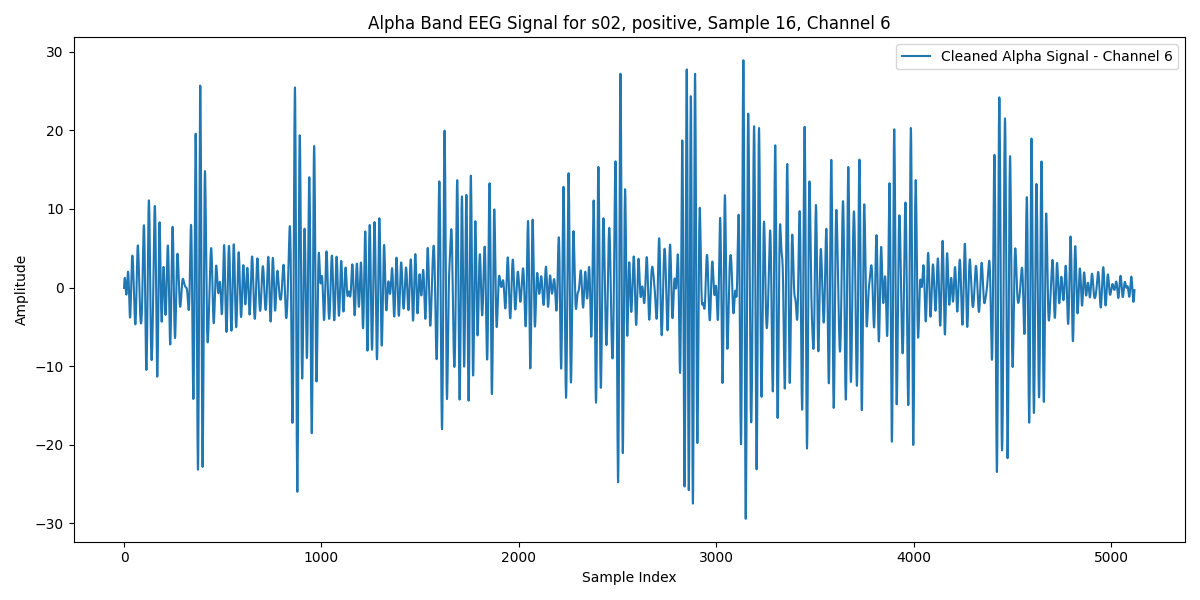 Alpha Band EEG Signal for s02, positive, Sample 16, Channel 6
Cleaned Alpha Signal - Channel 6
Amplitude
30
20
10
0
−10
−20
−30
0 1000 2000 3000 4000 5000
Sample Index